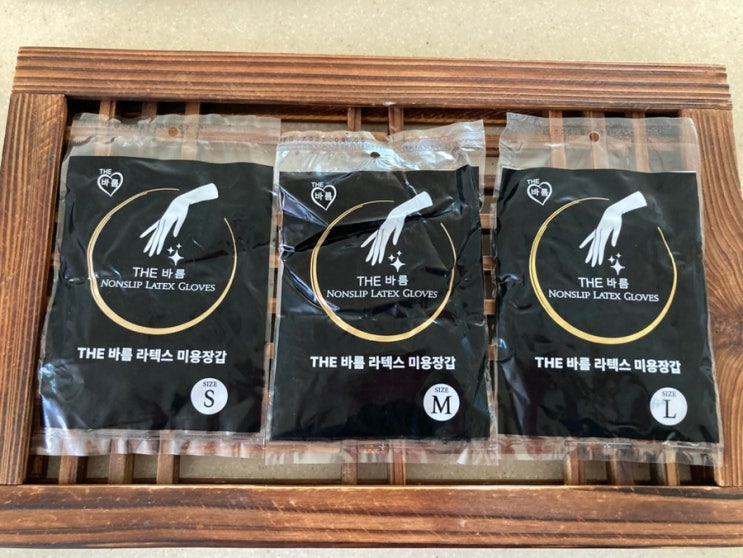 THE
바름
THE 바름
NONSLIP LATEX GLOVES
THE 바름 라텍스 미용장갑
SIZE
S
THE
바름
THE 바름
NONSLIP LATEX GLOVES
THE 바름 라텍스 미용장갑
SIZE
M
THE
바름
THE 바름
NONSLIP LATEX GLOVES
THE 바름 라텍스 미용장갑
SIZE
L